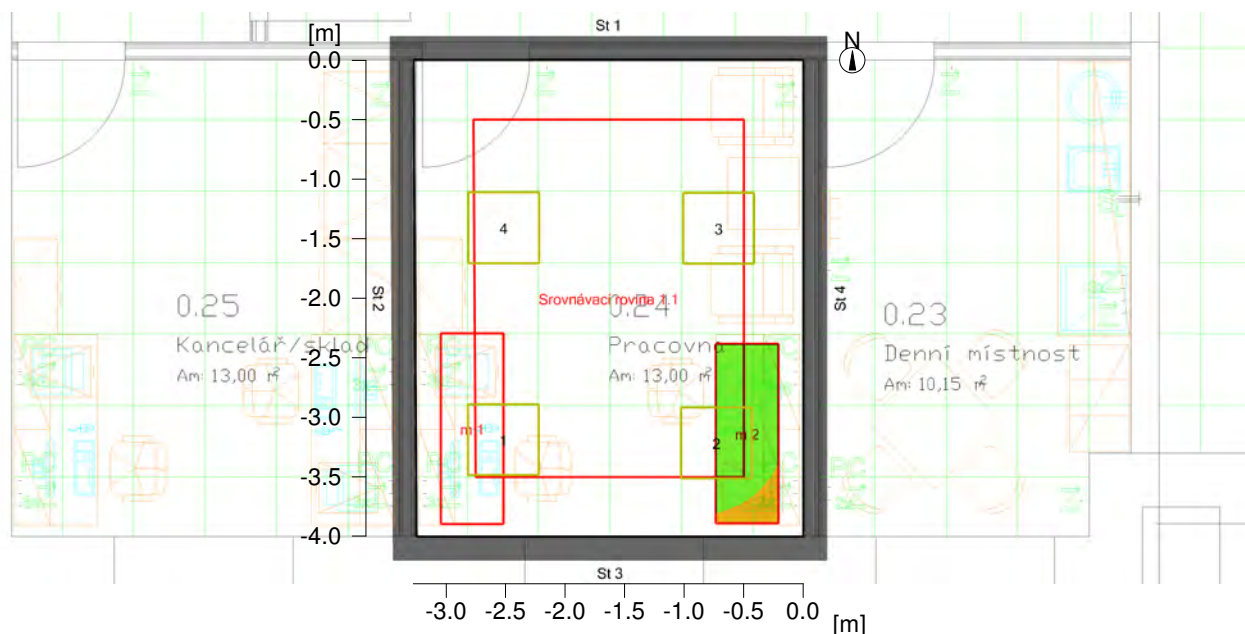 St 1
[m]
N
0.0
-0.5
-1.0
-1.5
-2.0
-2.5
-3.0
-3.5
-4.0
4
3
St 2
Srovnávací rovina 1.1
St 4
0.25
Kancelář/sklad
Am: 13,00 m²
0.24
Pracovna
Am: 13,00 m²
0.23
Denní místnost
Am: 10,15 m²
m 1
1
2
m 2
St 3
-3.0 -2.5 -2.0 -1.5 -1.0 -0.5 0.0
[m]